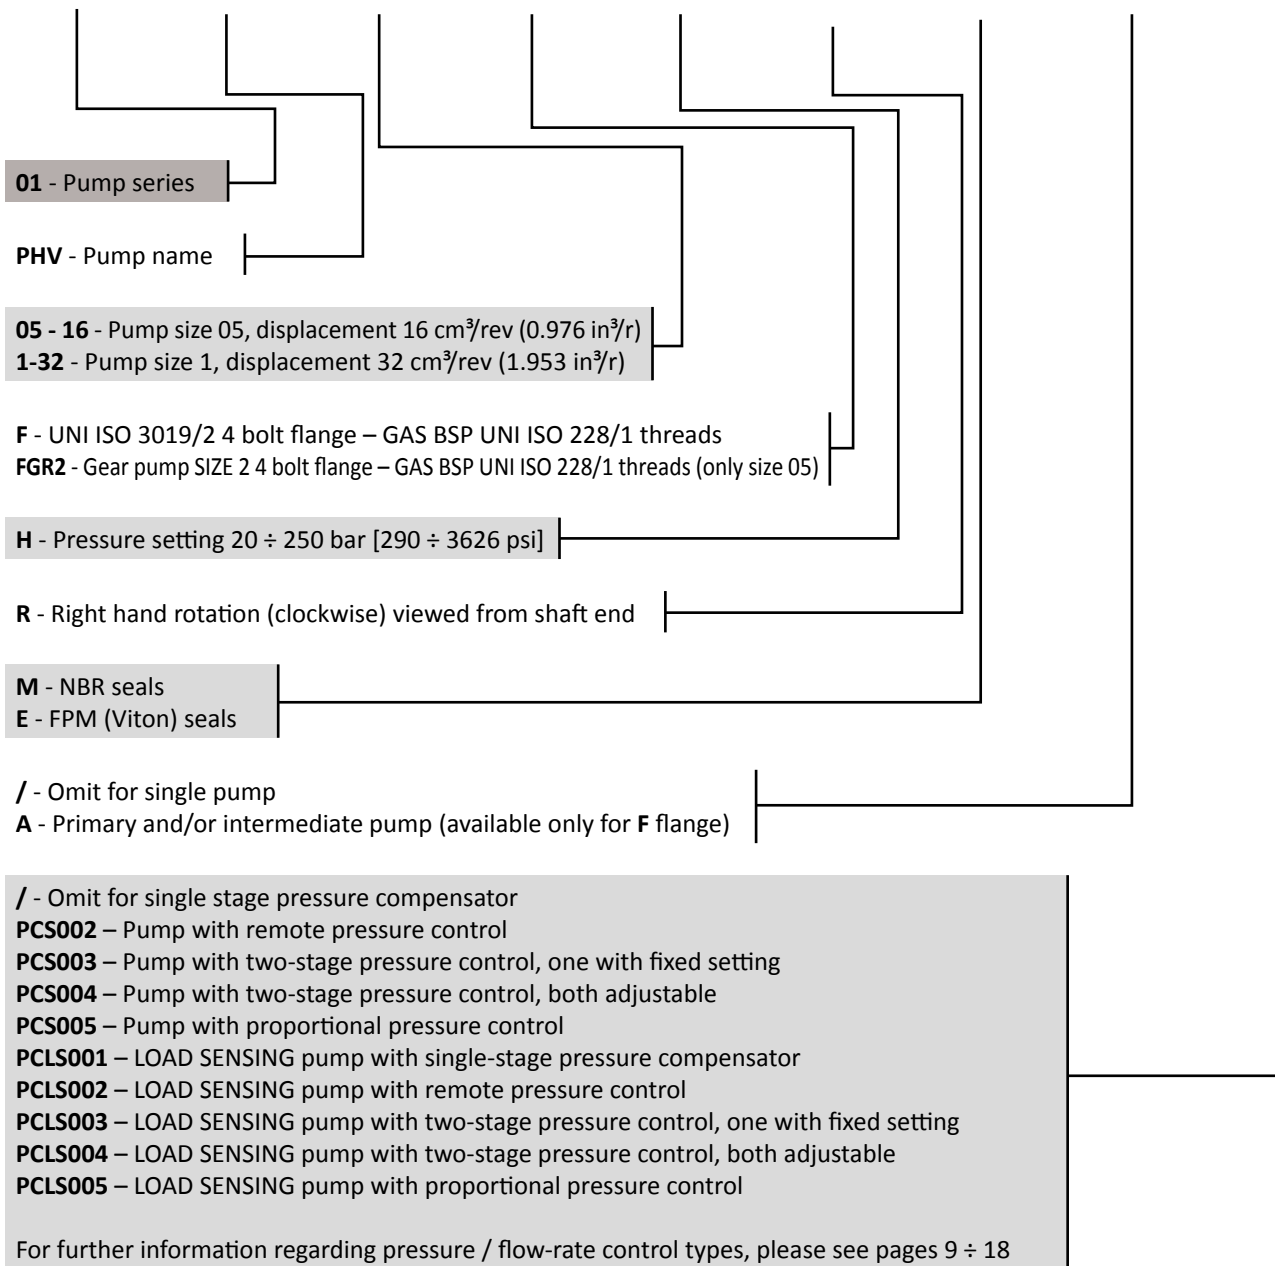 01 - Pump series
PHV - Pump name
05 - 16 - Pump size 05, displacement 16 cm³/rev (0.976 in³/r)
1-32 - Pump size 1, displacement 32 cm³/rev (1.953 in³/r)
F - UNI ISO 3019/2 4 bolt flange – GAS BSP UNI ISO 228/1 threads
FGR2 - Gear pump SIZE 2 4 bolt flange – GAS BSP UNI ISO 228/1 threads (only size 05)
H - Pressure setting 20 ÷ 250 bar [290 ÷ 3626 psi]
R - Right hand rotation (clockwise) viewed from shaft end
M - NBR seals
E - FPM (Viton) seals
/ - Omit for single pump
A - Primary and/or intermediate pump (available only for F flange)
/ - Omit for single stage pressure compensator
PCS002 – Pump with remote pressure control
PCS003 – Pump with two-stage pressure control, one with fixed setting
PCS004 – Pump with two-stage pressure control, both adjustable
PCS005 – Pump with proportional pressure control
PCLS001 – LOAD SENSING pump with single-stage pressure compensator
PCLS002 – LOAD SENSING pump with remote pressure control
PCLS003 – LOAD SENSING pump with two-stage pressure control, one with fixed setting
PCLS004 – LOAD SENSING pump with two-stage pressure control, both adjustable
PCLS005 – LOAD SENSING pump with proportional pressure control
For further information regarding pressure / flow-rate control types, please see pages 9 ÷ 18